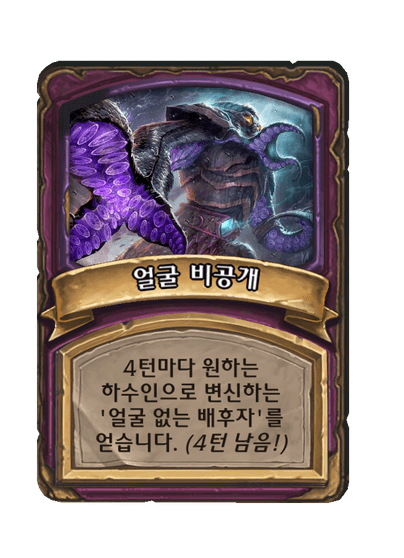 얼굴 비공개
4턴마다 원하는
하수인으로 변신하는
'얼굴 없는 배후자'를
얻습니다. (4턴 남음!)